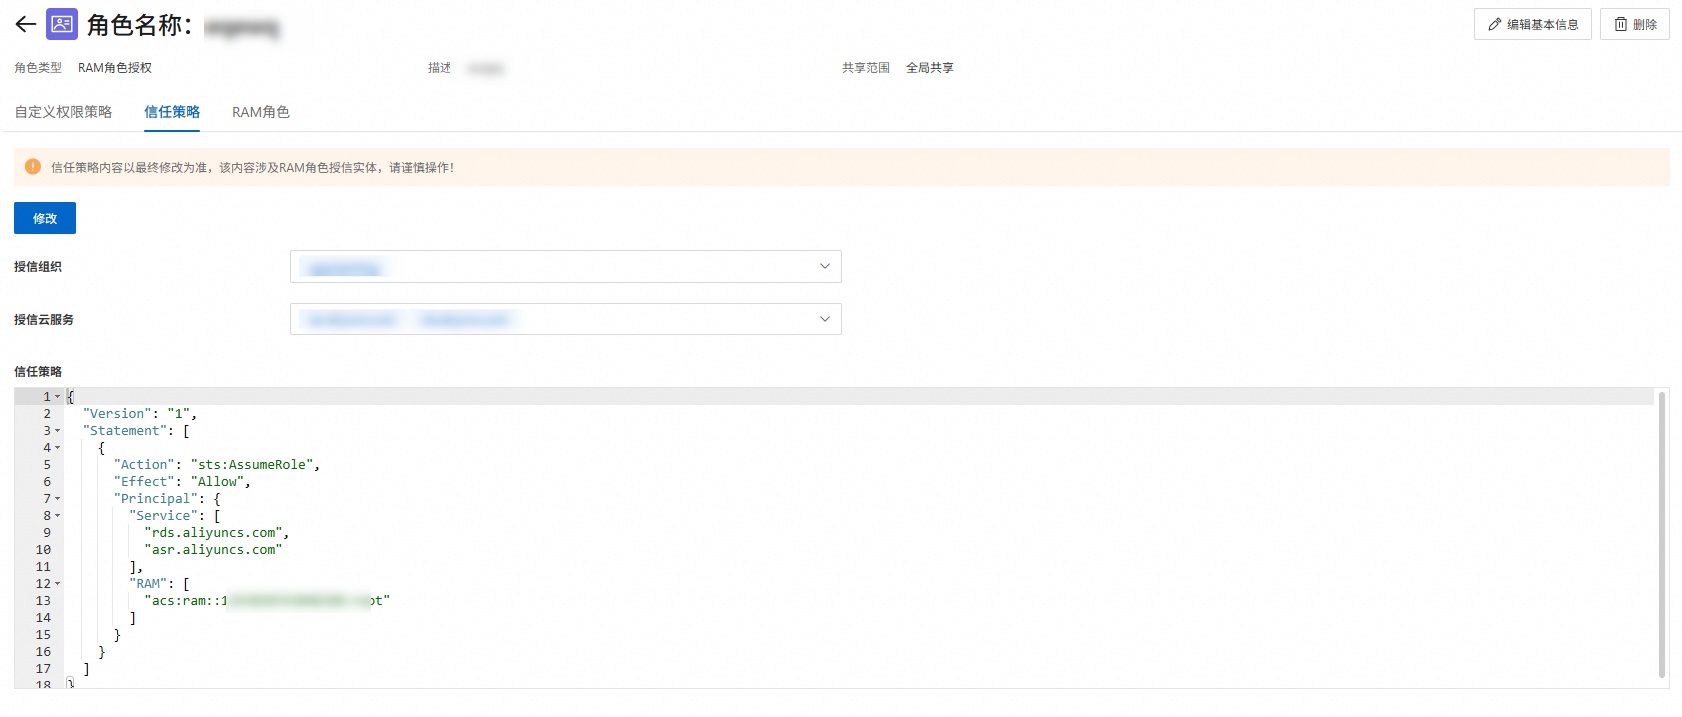 角色名称：
编辑基本信息
删除
角色类型 RAM角色授权
描述
共享范围 全局共享
自定义权限策略
信任策略
RAM角色
信任策略内容以最终修改为准，该内容涉及RAM角色授信实体，请谨慎操作！
修改
授信组织
授信云服务
信任策略
1 {
2 "Version": "1",
3 "Statement": [
4 {
5 "Action": "sts:AssumeRole",
6 "Effect": "Allow",
7 "Principal": {
8 "Service": [
9 "rds.aliyuncs.com",
10 "asr.aliyuncs.com"
11 ],
12 "RAM": [
13 "acs:ram::1 ot"
14 ]
15 }
16 }
17 ]
18 }